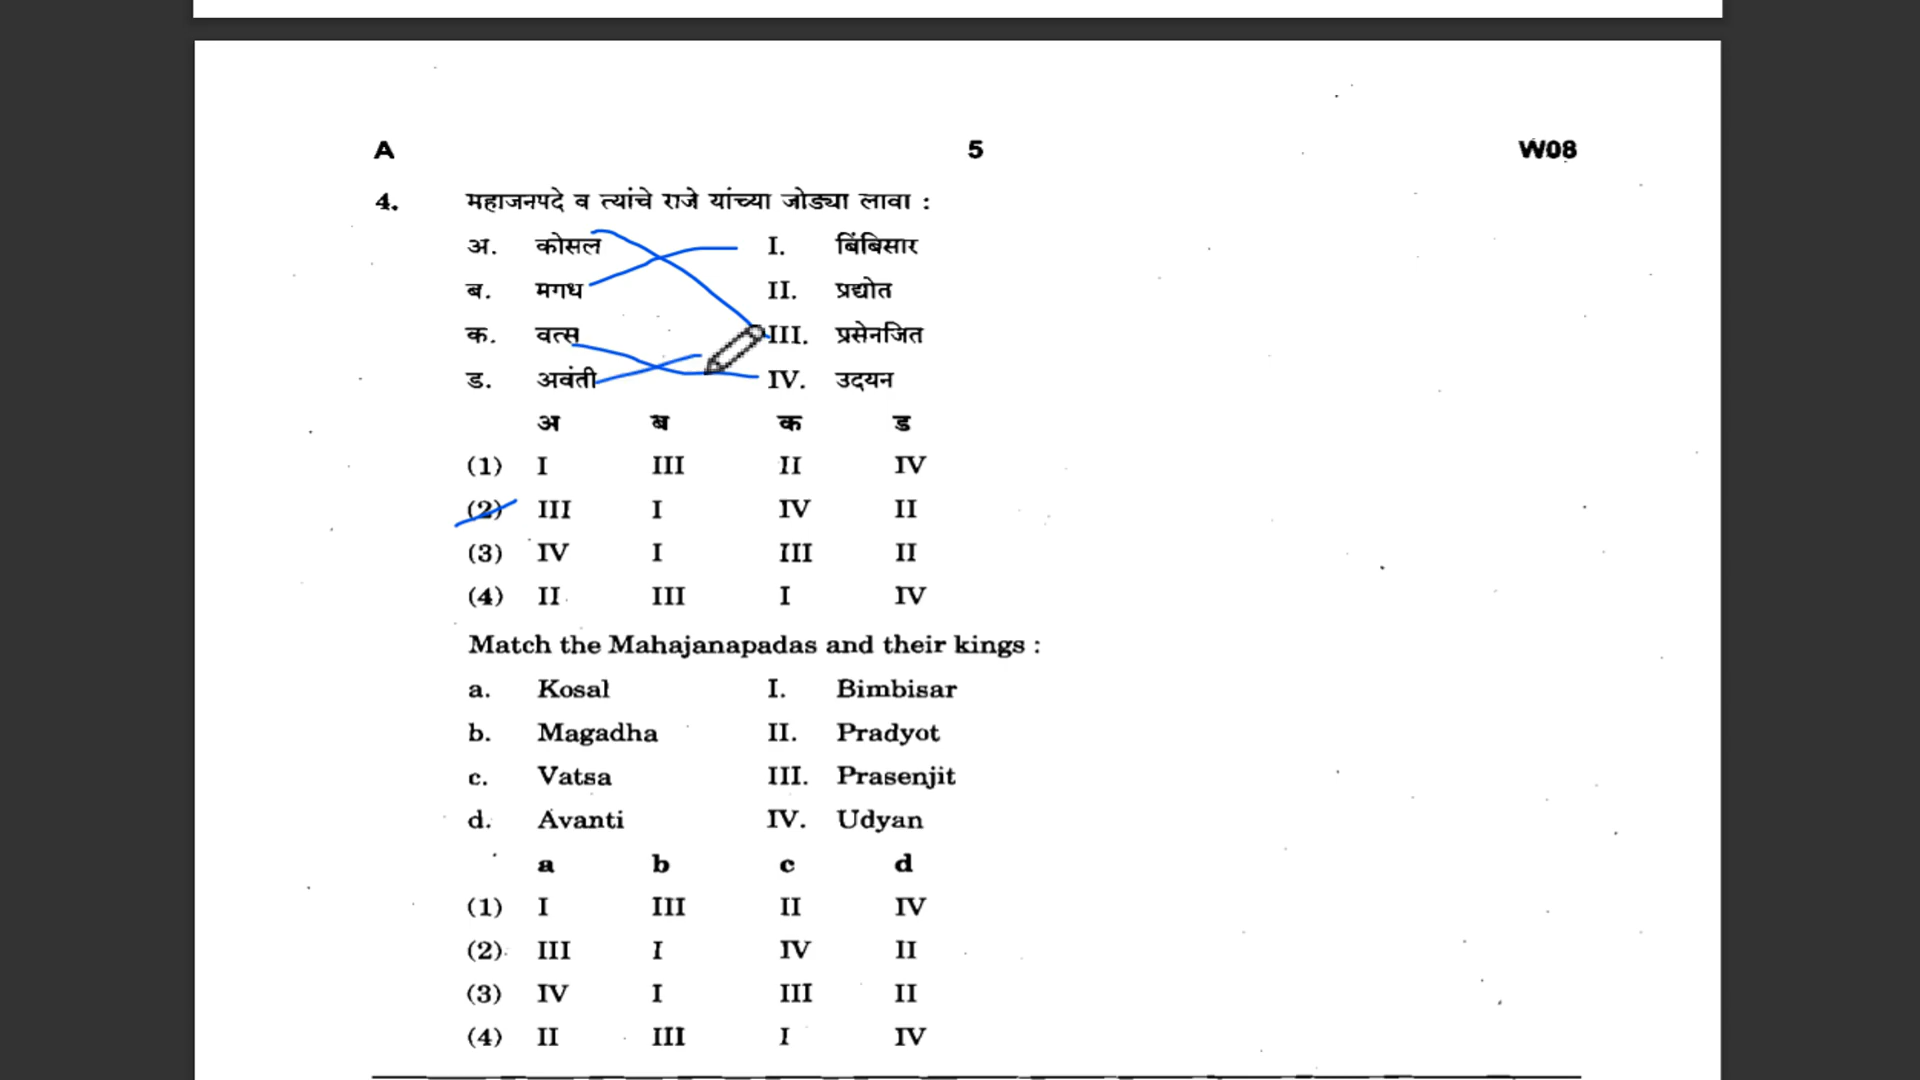 A 5 W08
4. महाजनपदे व त्यांचे राजे यांच्या जोड्या लावा :
अ. कोसल I. बिंबिसार
ब. मगध II. प्रद्योत
क. वत्स III. प्रसेनजित
ड. अवंती IV. उदयन
अ ब क ड
(1) I III II IV
(2) III I IV II
(3) IV I III II
(4) II III I IV
Match the Mahajanapadas and their kings :
a. Kosal I. Bimbisar
b. Magadha II. Pradyot
c. Vatsa III. Prasenjit
d. Avanti IV. Udyan
a b c d
(1) I III II IV
(2) III I IV II
(3) IV I III II
(4) II III I IV